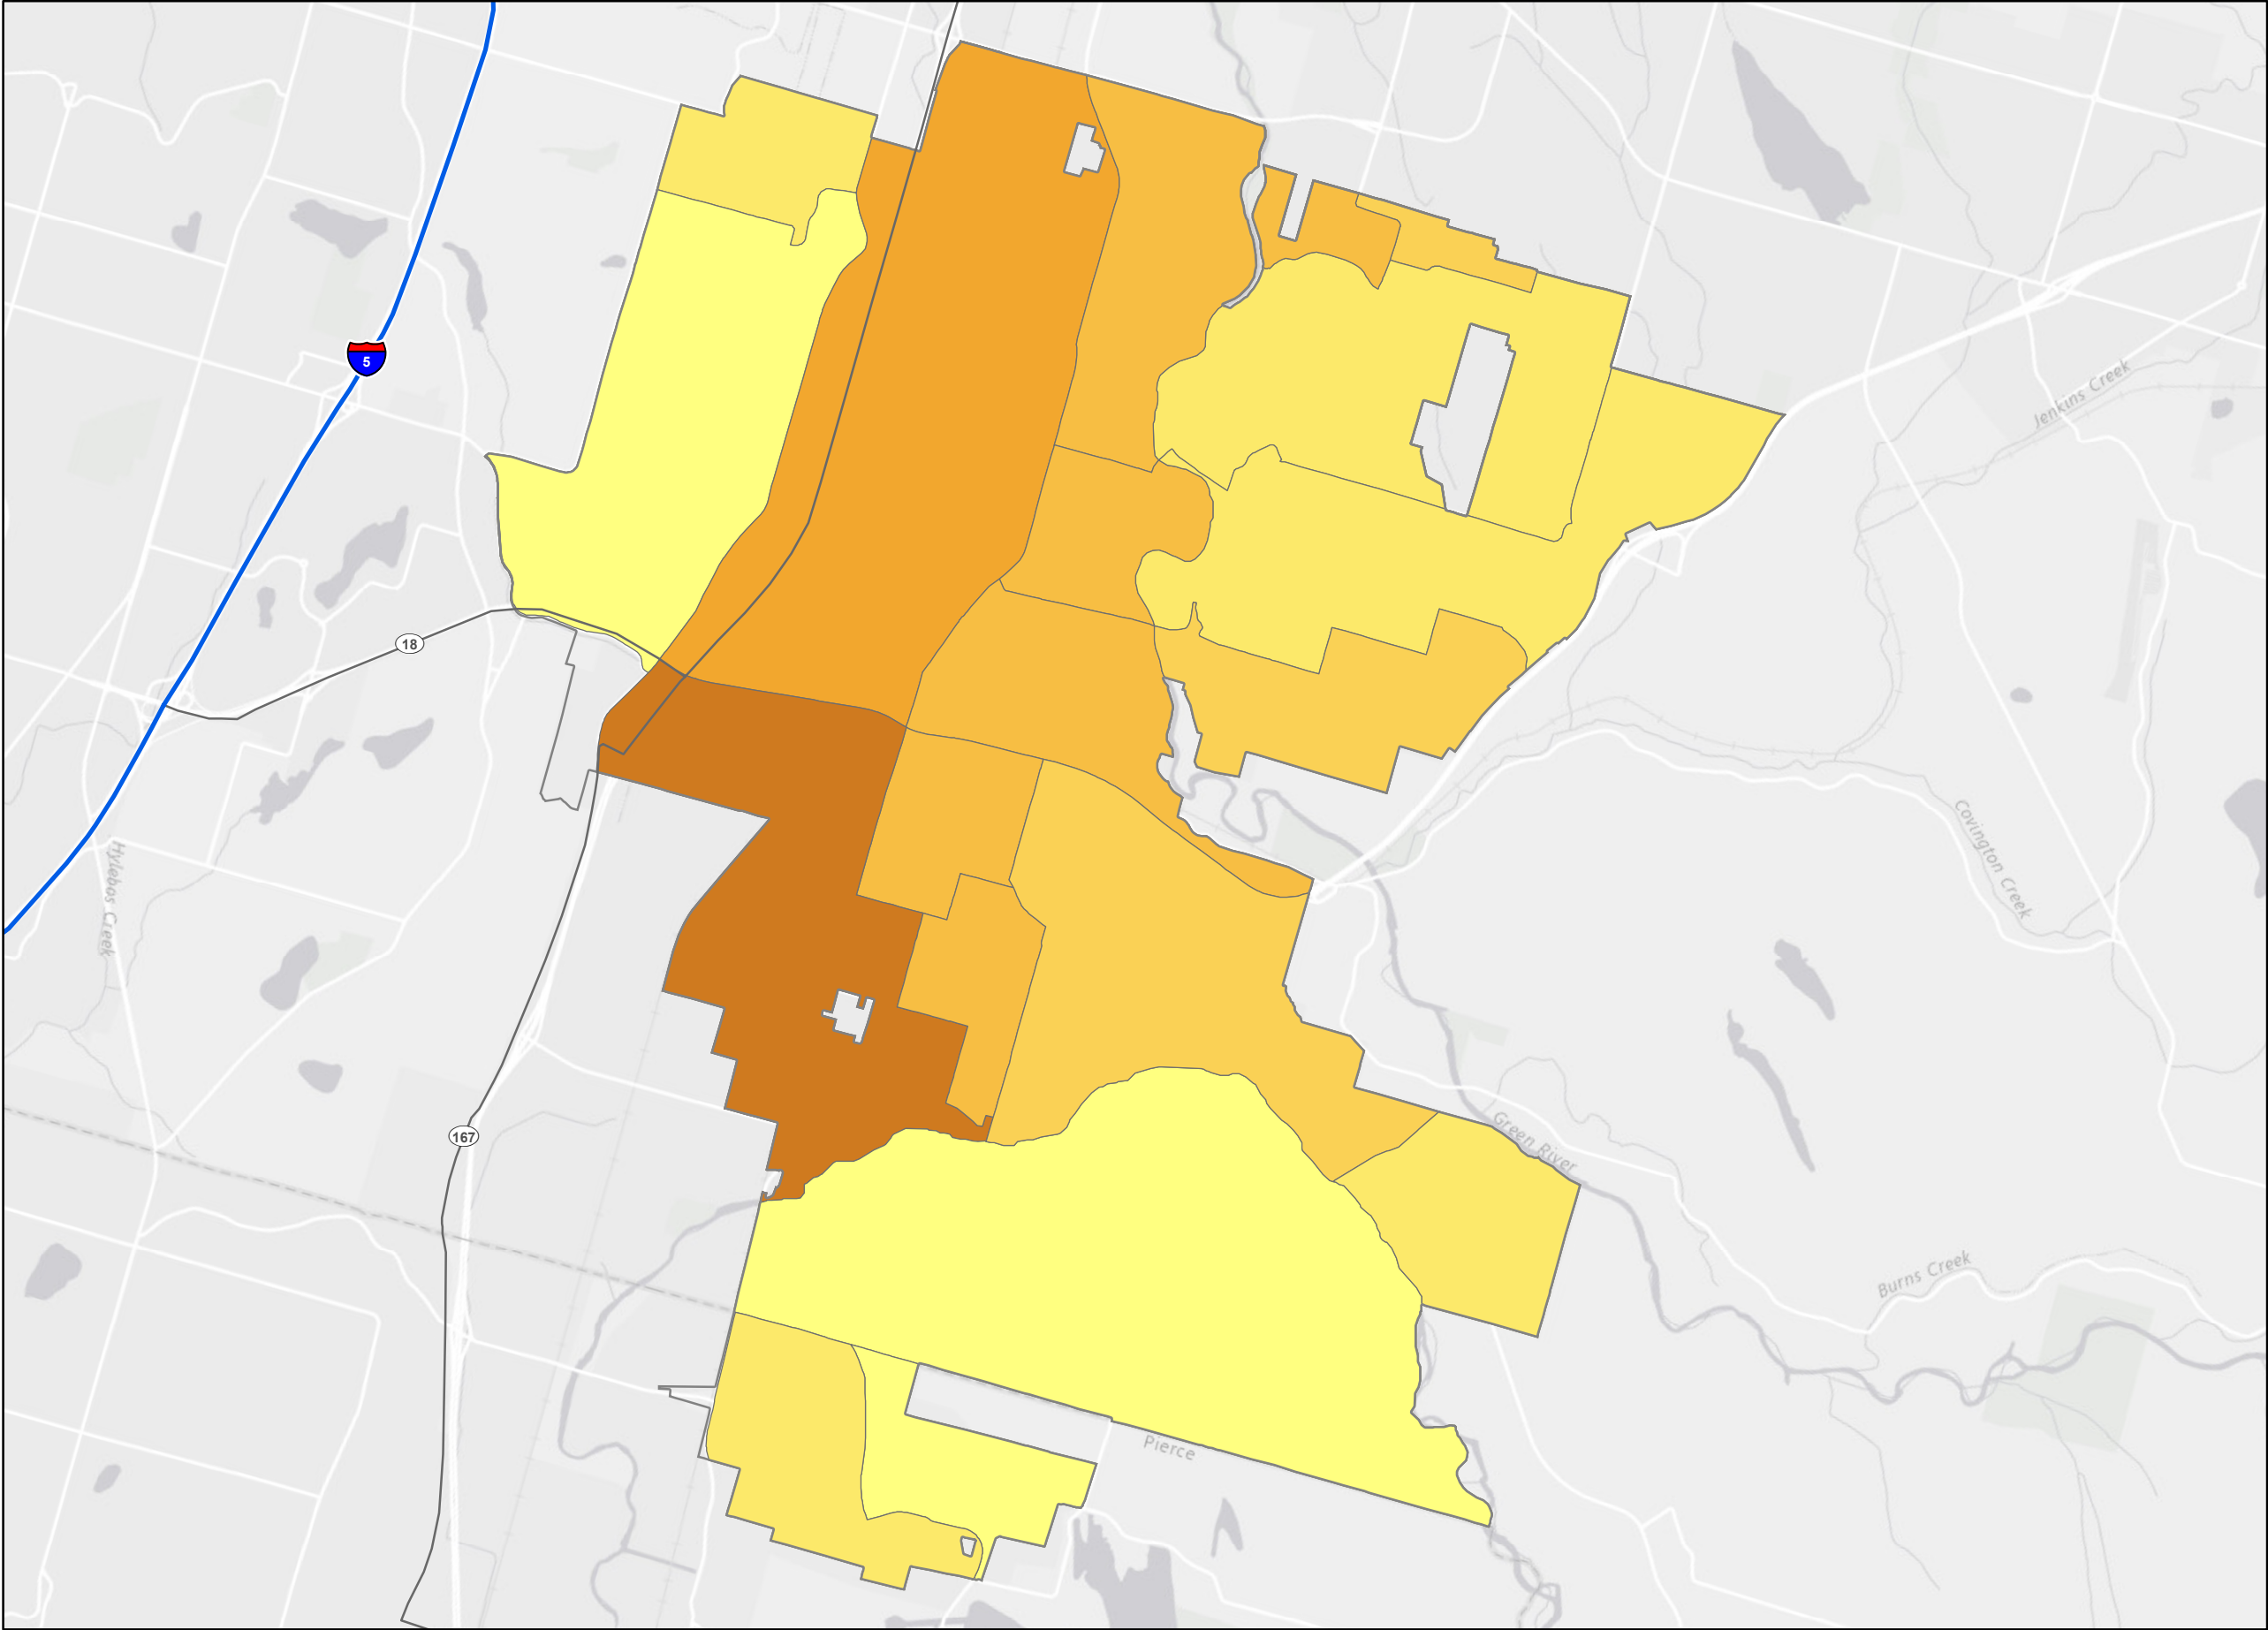 5
Jenkins Creek
18
Covington Creek
Hylebos Creek
Green River
167
Burns Creek
Pierce